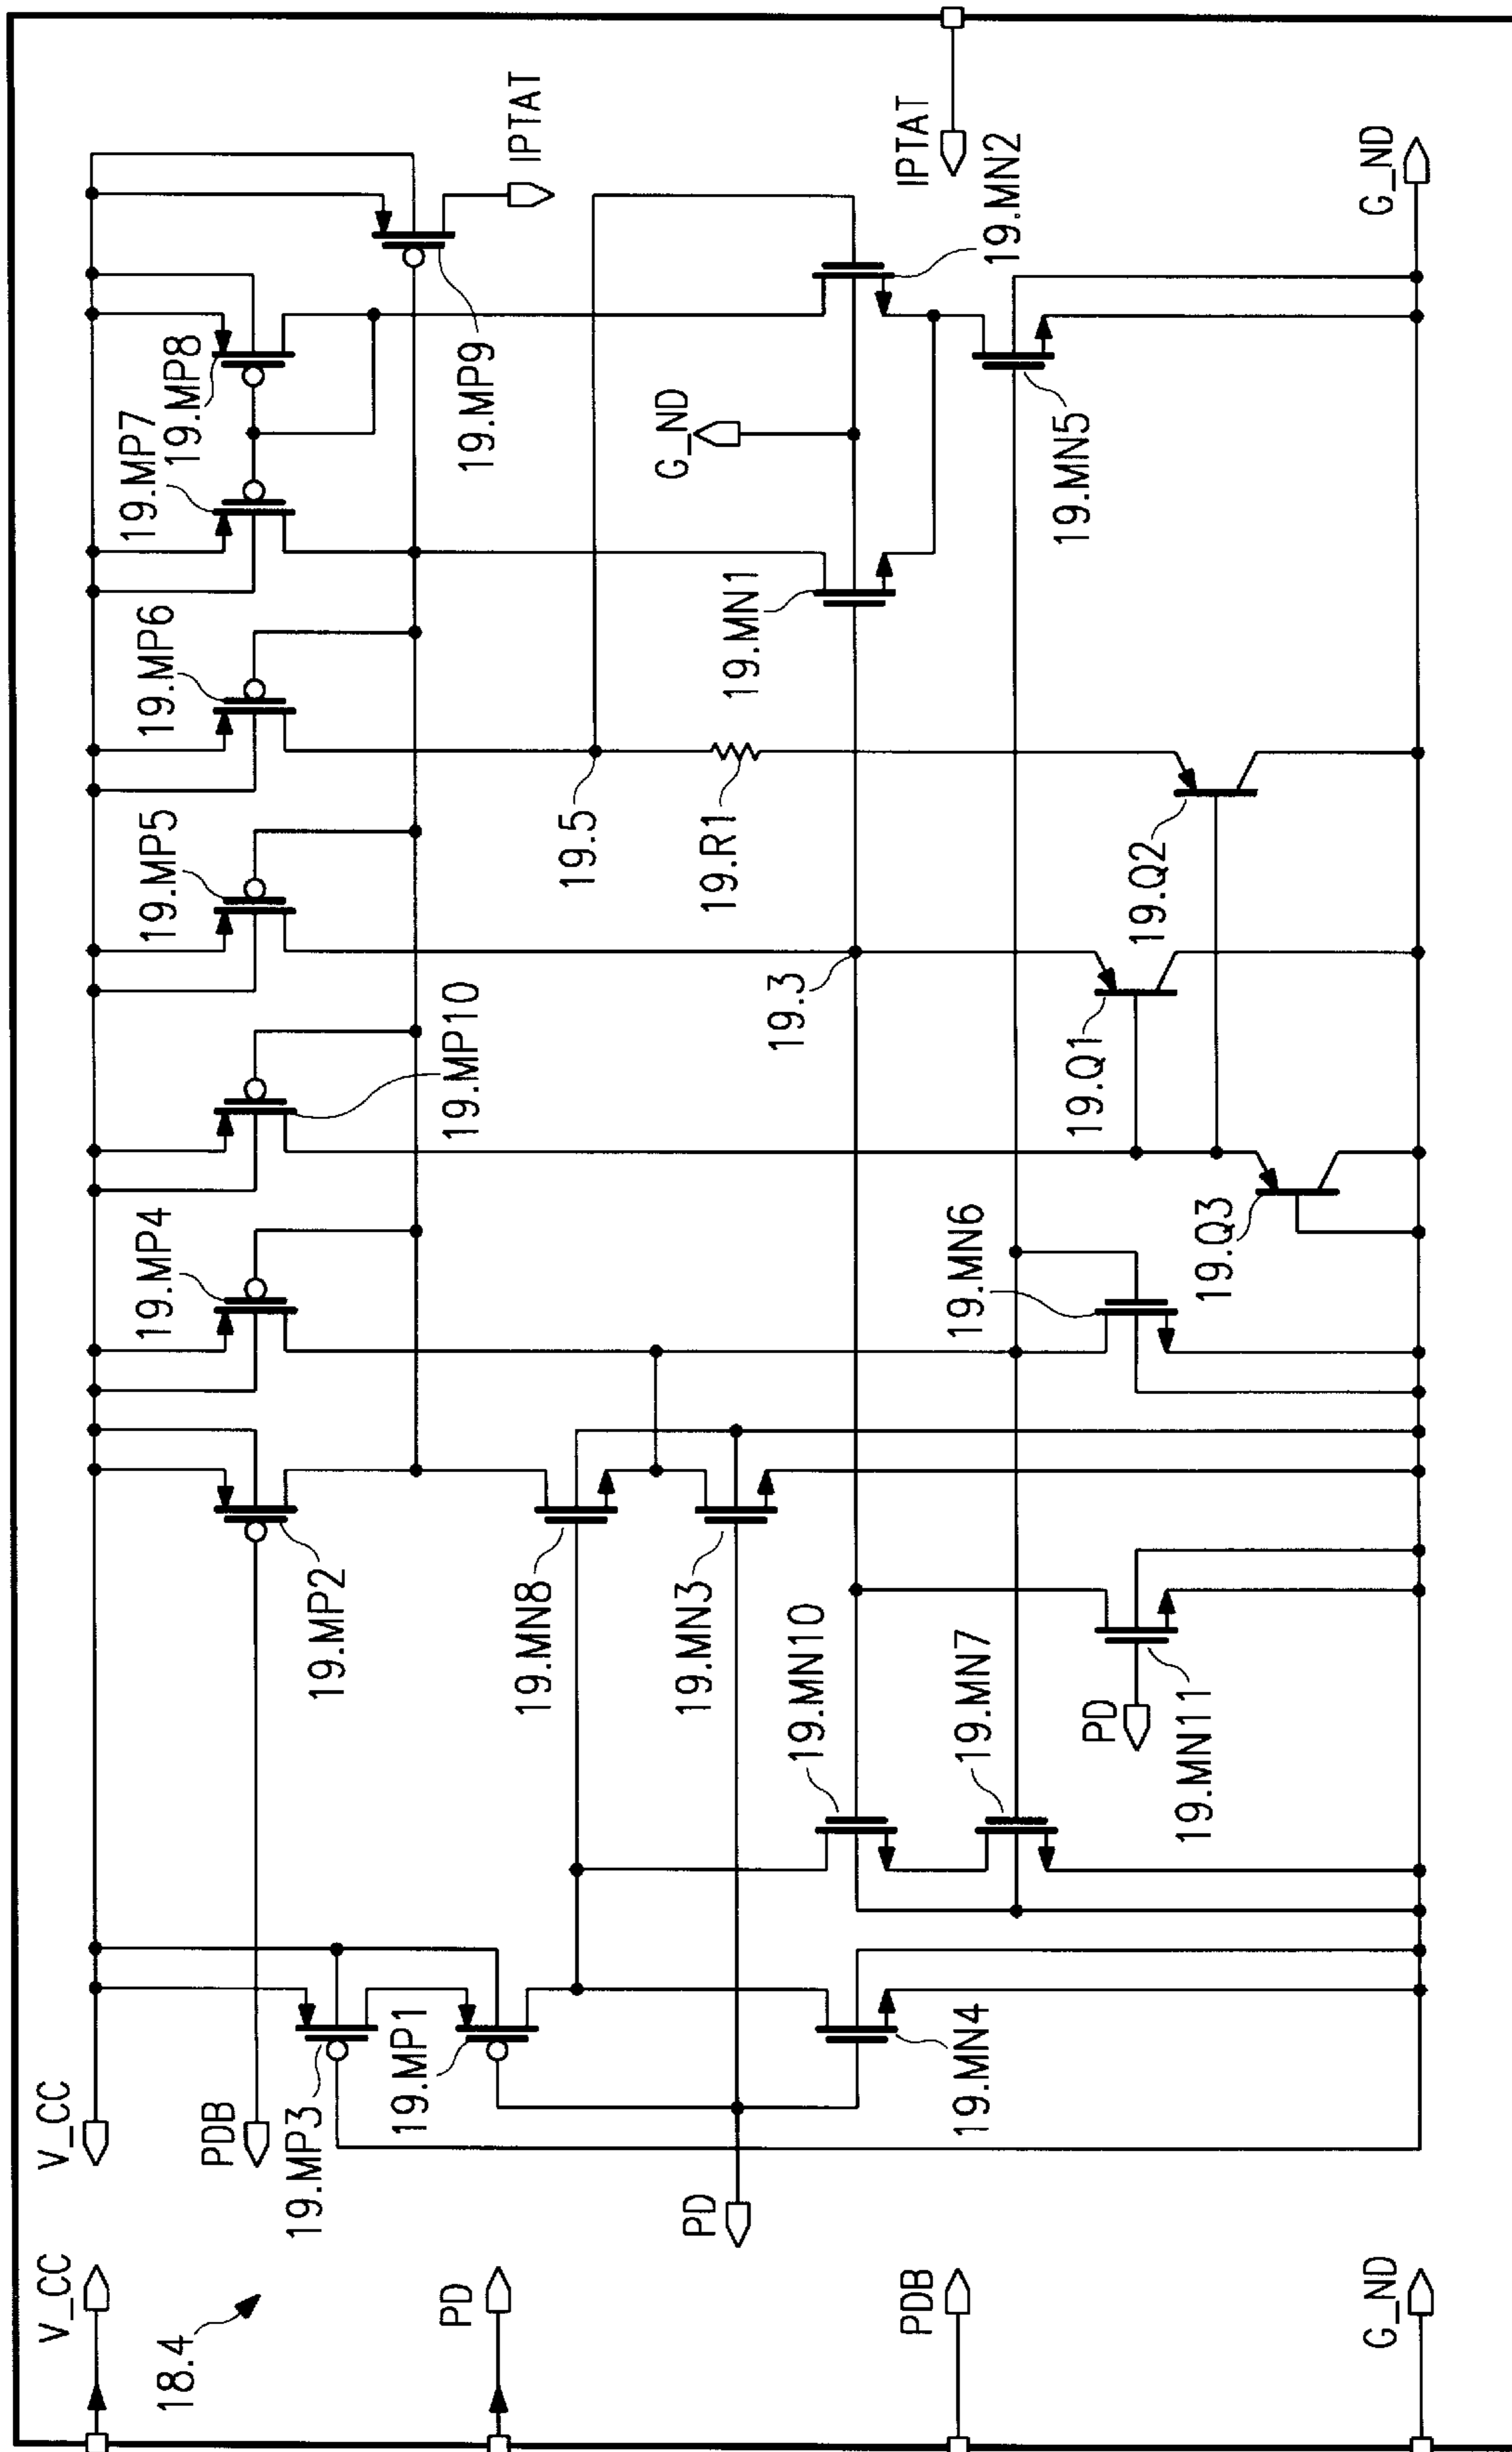 V_CC
18.4
PD
PDB
G_ND
V_CC
PDB
19.MP3
19.MP1
PD
19.MN4
19.MP2
19.MN8
19.MN3
19.MN10
19.MN7
PD
19.MN11
19.MP4
19.MN6
19.MP10
19.Q3
19.MP5
19.3
19.Q1
19.MP6
19.5
19.R1
19.Q2
19.MP7
19.MP8
19.MP9
19.MN1
G_ND
19.MN5
IPTAT
IPTAT
19.MN2
G_ND